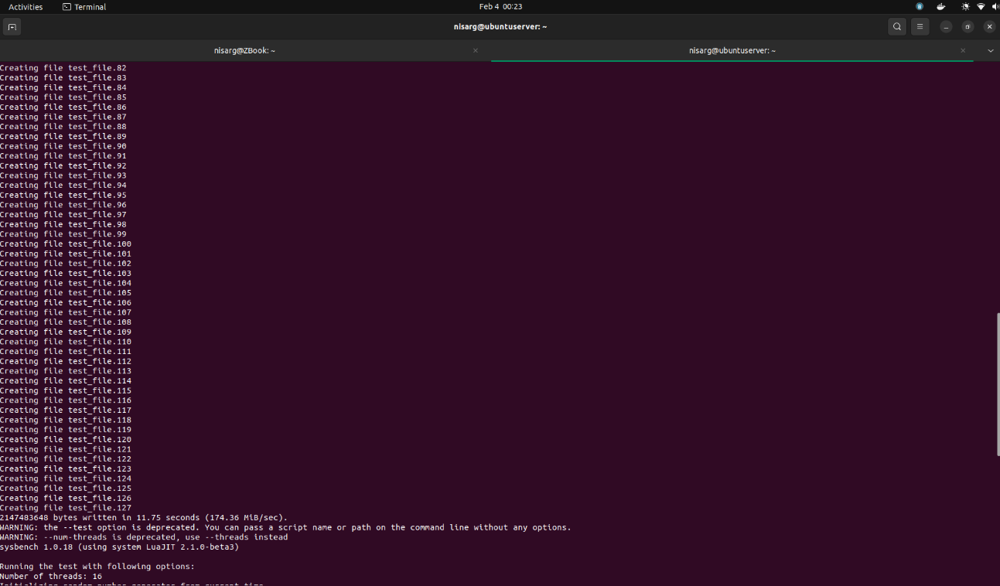 Activities Terminal Feb 4 00:23
nisarg@ubuntuserver: ~
nisarg@ZBook: ~ nisarg@ubuntuserver: ~
Creating file test_file.82
Creating file test_file.83
Creating file test_file.84
Creating file test_file.85
Creating file test_file.86
Creating file test_file.87
Creating file test_file.88
Creating file test_file.89
Creating file test_file.90
Creating file test_file.91
Creating file test_file.92
Creating file test_file.93
Creating file test_file.94
Creating file test_file.95
Creating file test_file.96
Creating file test_file.97
Creating file test_file.98
Creating file test_file.99
Creating file test_file.100
Creating file test_file.101
Creating file test_file.102
Creating file test_file.103
Creating file test_file.104
Creating file test_file.105
Creating file test_file.106
Creating file test_file.107
Creating file test_file.108
Creating file test_file.109
Creating file test_file.110
Creating file test_file.111
Creating file test_file.112
Creating file test_file.113
Creating file test_file.114
Creating file test_file.115
Creating file test_file.116
Creating file test_file.117
Creating file test_file.118
Creating file test_file.119
Creating file test_file.120
Creating file test_file.121
Creating file test_file.122
Creating file test_file.123
Creating file test_file.124
Creating file test_file.125
Creating file test_file.126
Creating file test_file.127
2147483648 bytes written in 11.75 seconds (174.36 MiB/sec).
WARNING: the --test option is deprecated. You can pass a script name or path on the command line without any options.
WARNING: --num-threads is deprecated, use --threads instead
sysbench 1.0.18 (using system LuaJIT 2.1.0-beta3)
Running the test with following options:
Number of threads: 16
Initializing random number generator from current time